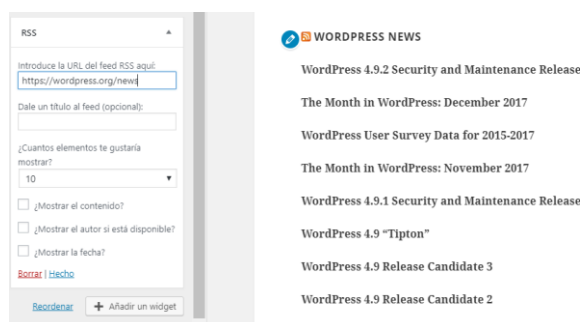 RSS
Introduce la URL del feed RSS aquí:
https://wordpress.org/news
Dale un título al feed (opcional):
¿Cuantos elementos te gustaría
mostrar?
10
¿Mostrar el contenido?
¿Mostrar el autor si está disponible?
¿Mostrar la fecha?
Borrar | Hecho
Reordenar
Añadir un widget
WORDPRESS NEWS
WordPress 4.9.2 Security and Maintenance Release
The Month in WordPress: December 2017
WordPress User Survey Data for 2015-2017
The Month in WordPress: November 2017
WordPress 4.9.1 Security and Maintenance Release
WordPress 4.9 “Tipton”
WordPress 4.9 Release Candidate 3
WordPress 4.9 Release Candidate 2